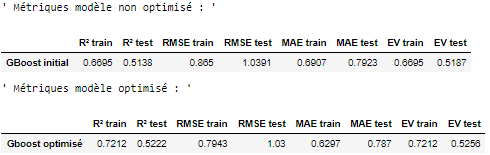 ' Métriques modèle non optimisé : '
R² train R² test RMSE train RMSE test MAE train MAE test EV train EV test
GBoost initial 0.6695 0.5138 0.865 1.0391 0.6907 0.7923 0.6695 0.5187
' Métriques modèle optimisé : '
R² train R² test RMSE train RMSE test MAE train MAE test EV train EV test
Gboost optimisé 0.7212 0.5222 0.7943 1.03 0.6297 0.787 0.7212 0.5256